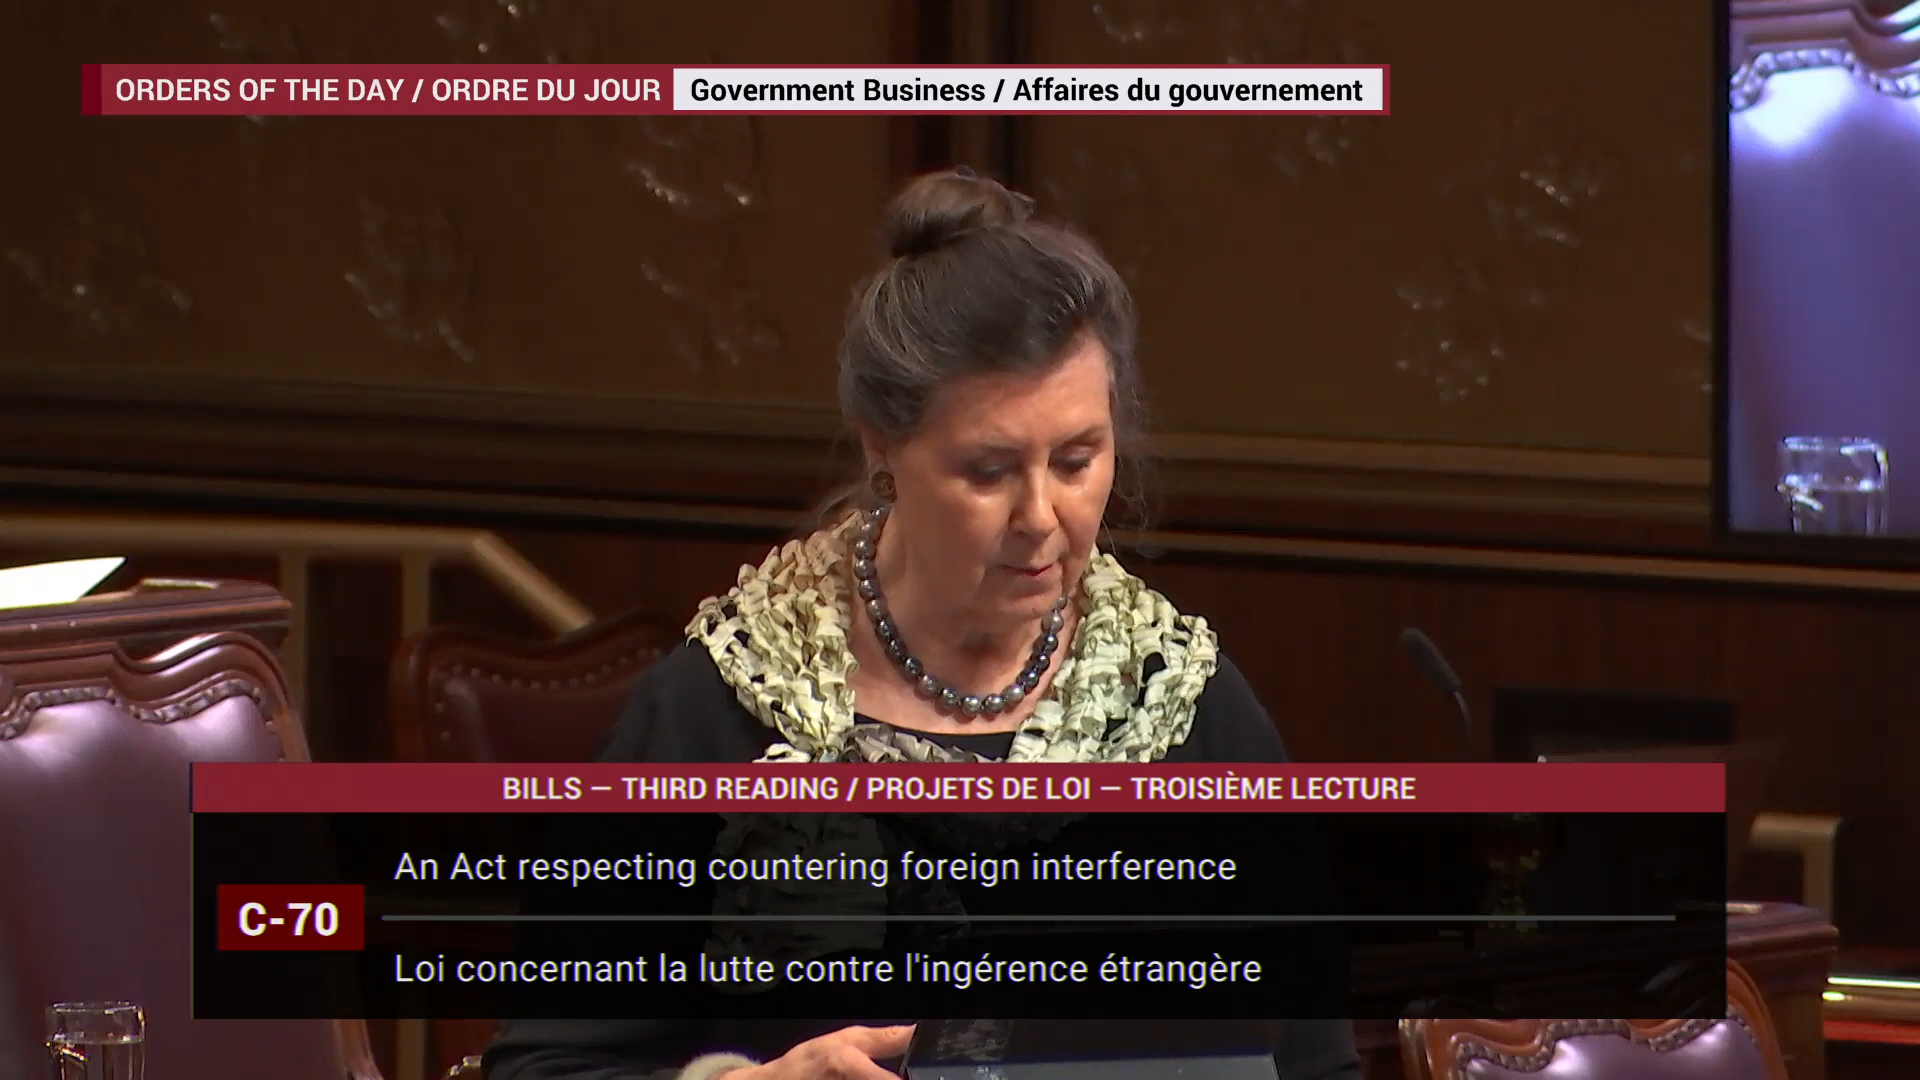 ORDERS OF THE DAY / ORDRE DU JOUR Government Business / Affaires du gouvernement
BILLS — THIRD READING / PROJETS DE LOI — TROISIÈME LECTURE
An Act respecting countering foreign interference
C-70
Loi concernant la lutte contre l'ingérence étrangère